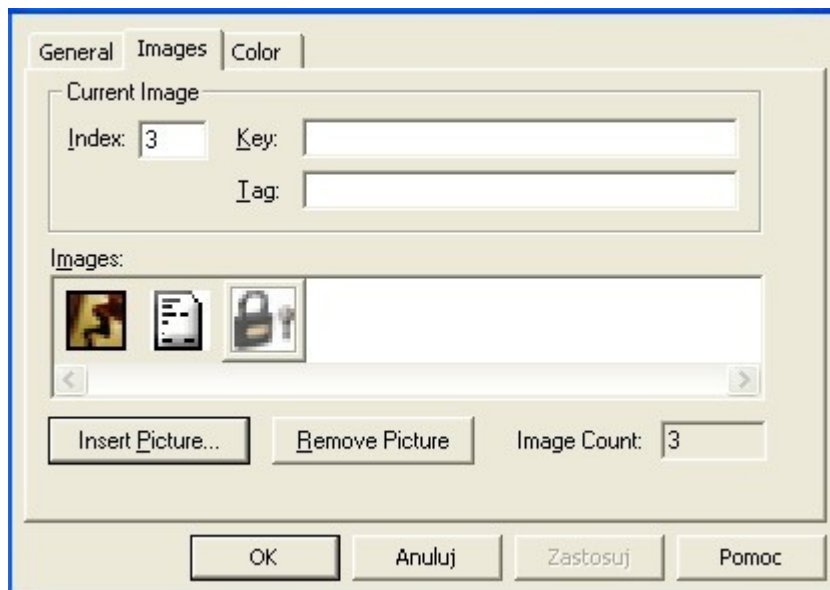 General Images Color
Current Image
Index: 3 Key:
Tag:
Images:
Insert Picture... Remove Picture Image Count: 3
OK Anuluj Zastosuj Pomoc